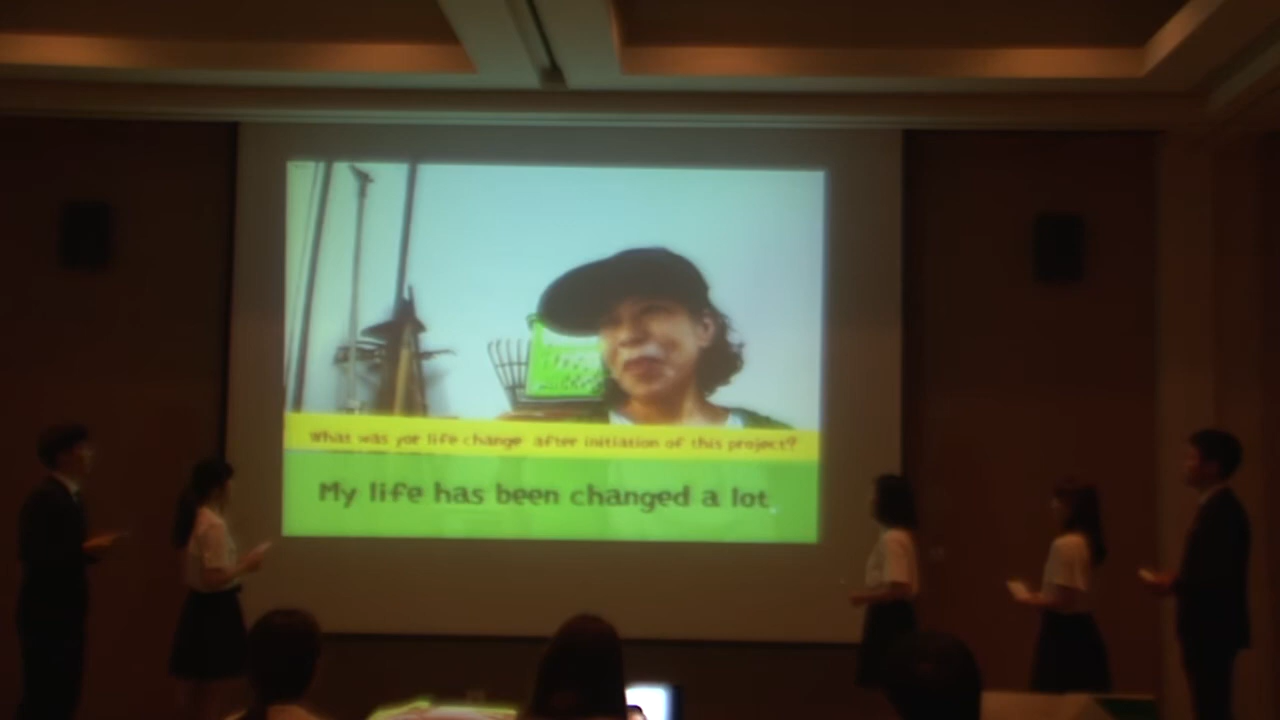 What was yor life change after initiation of this project?
My life has been changed a lot.